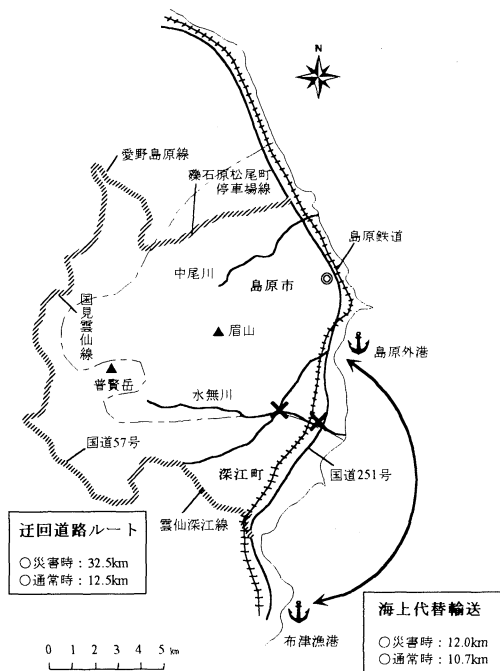 N
愛野島原線
礫石原松尾町
停車場線
島原鉄道
中尾川
島原市
国見雲仙線
眉山
島原外港
普賢岳
水無川
国道57号
深江町
国道251号
雲仙深江線
迂回道路ルート
○災害時：32.5km
○通常時：12.5km
海上代替輸送
○災害時：12.0km
○通常時：10.7km
布津漁港
0 1 2 3 4 5 km